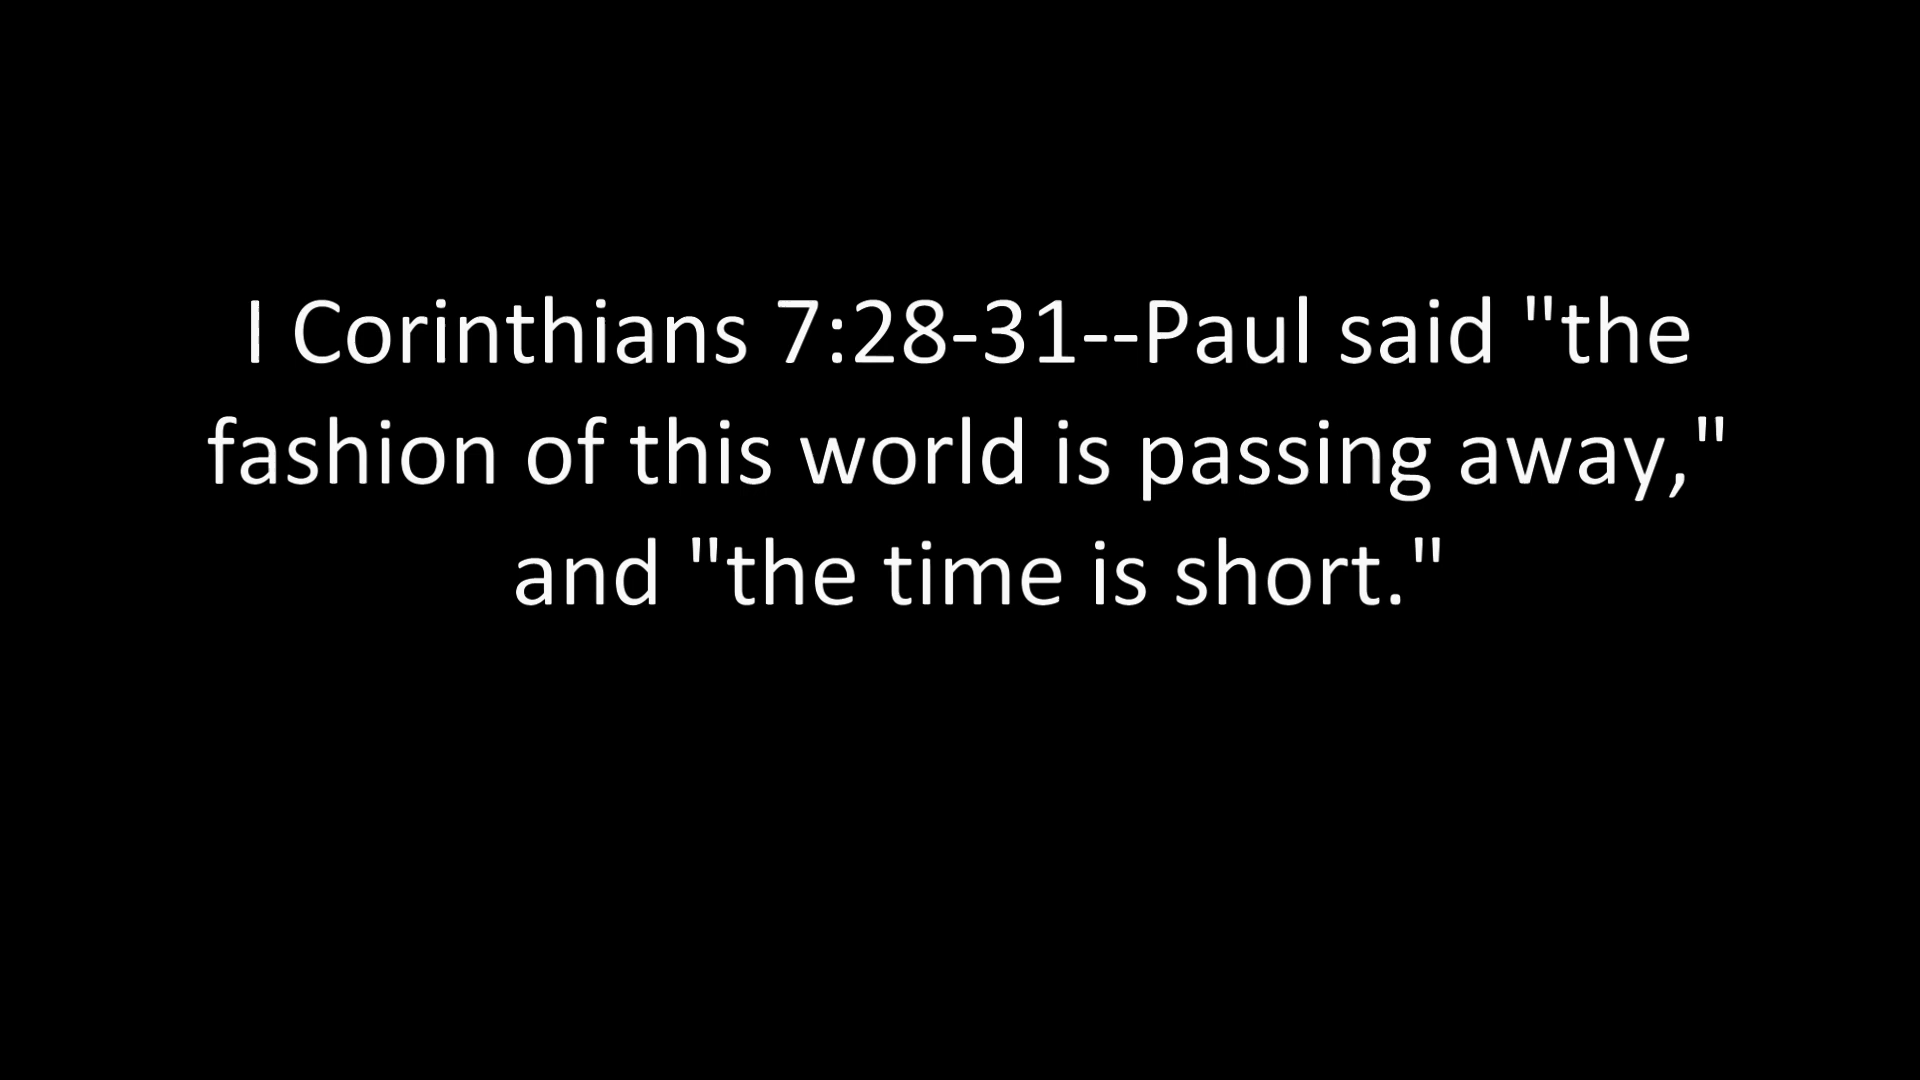 I Corinthians 7:28-31--Paul said "the
fashion of this world is passing away,"
and "the time is short."